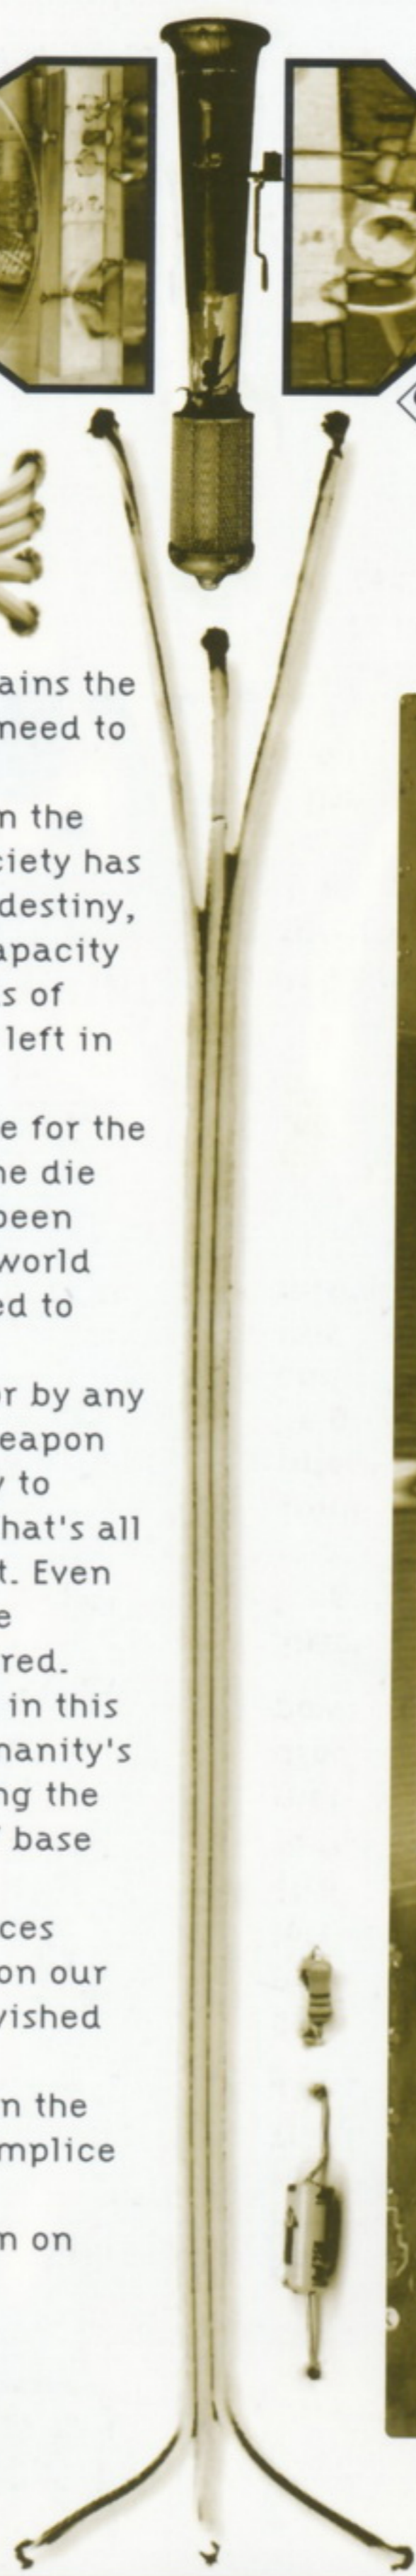 ains the
need to
n the
ciety has
destiny,
apacity
s of
left in
e for the
he die
been
world
ed to
or by any
eapon
y to
hat's all
t. Even
e
red.
in this
manity's
ng the
base
ces
on our
vished
n the
mplice
n on